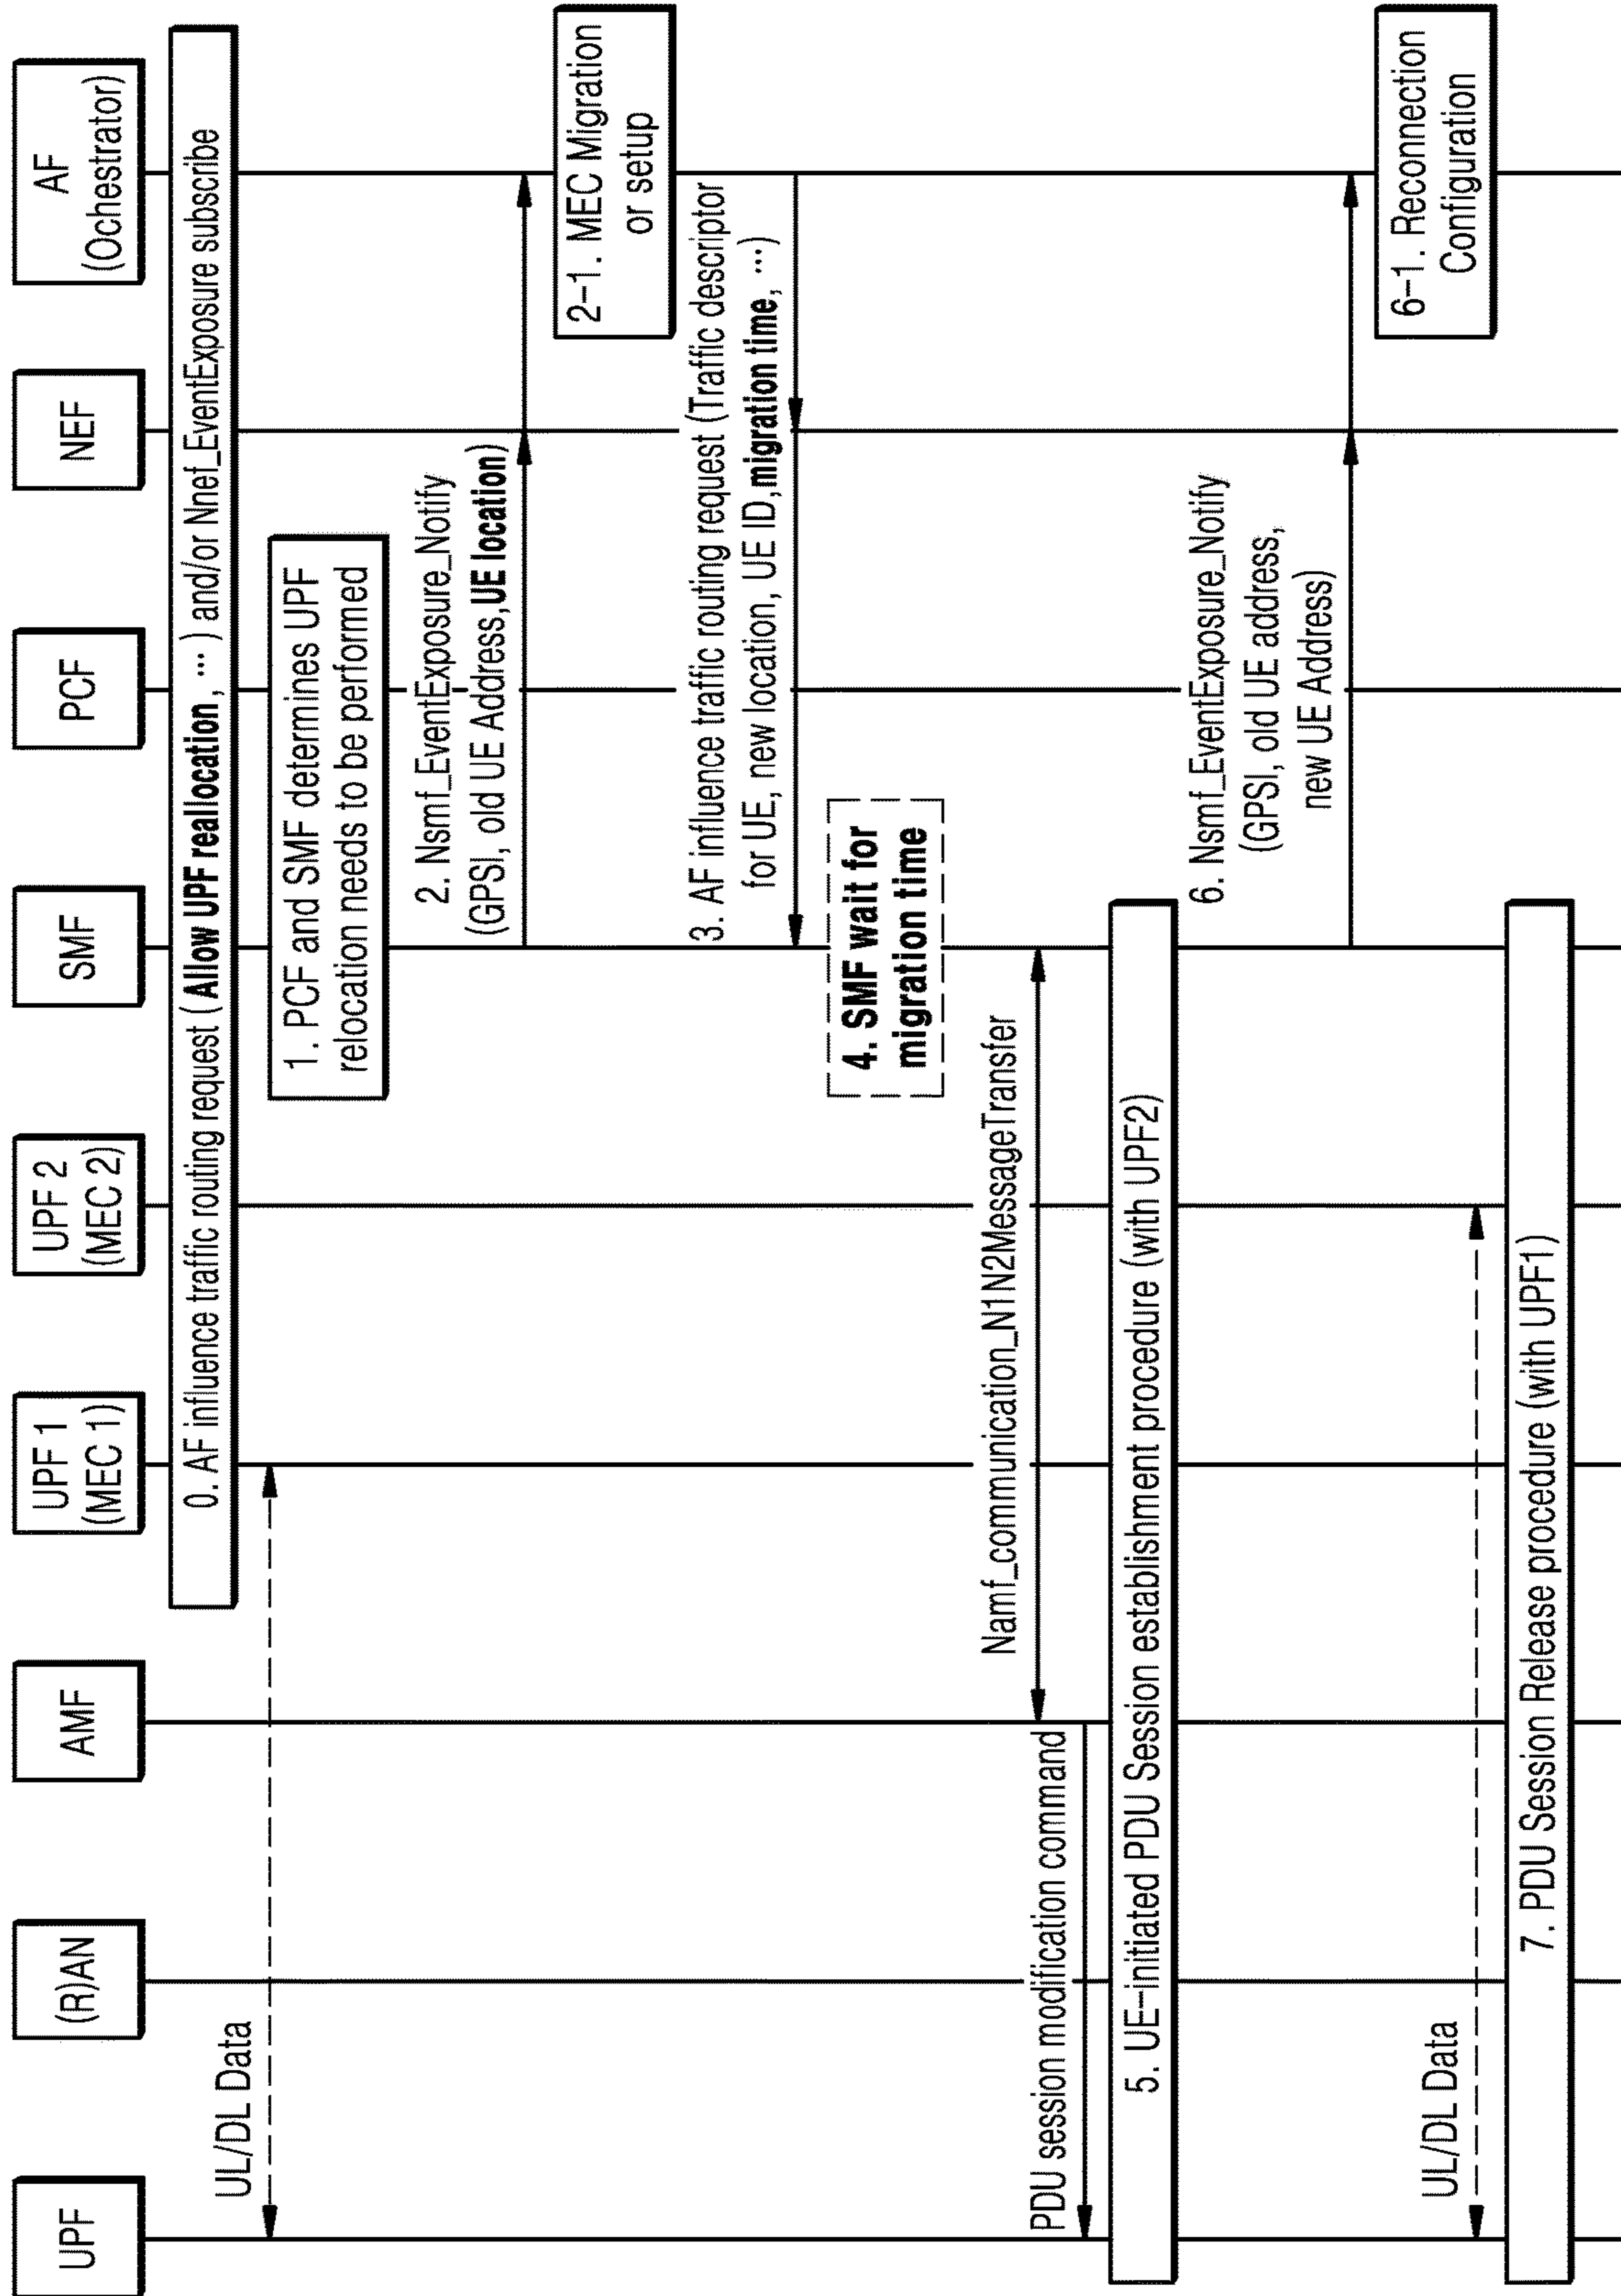 UPF
(R)AN
AMF
UPF 1
(MEC 1)
UPF 2
(MEC 2)
SMF
PCF
NEF
AF
(Ochestrator)
0. AF influence traffic routing request (Allow UPF reallocation, ···) and/or Nnef_EventExposure subscribe
UL/DL Data
1. PCF and SMF determines UPF
relocation needs to be performed
2. Nsmf_EventExposure_Notify
(GPSI, old UE Address, UE location)
2-1. MEC Migration
or setup
3. AF influence traffic routing request (Traffic descriptor
for UE, new location, UE ID, migration time, ···)
4. SMF wait for
migration time
Namf_communication_N1N2MessageTransfer
PDU session modification command
5. UE-initiated PDU Session establishment procedure (with UPF2)
6. Nsmf_EventExposure_Notify
(GPSI, old UE address,
new UE Address)
6-1. Reconnection
Configuration
UL/DL Data
7. PDU Session Release procedure (with UPF1)